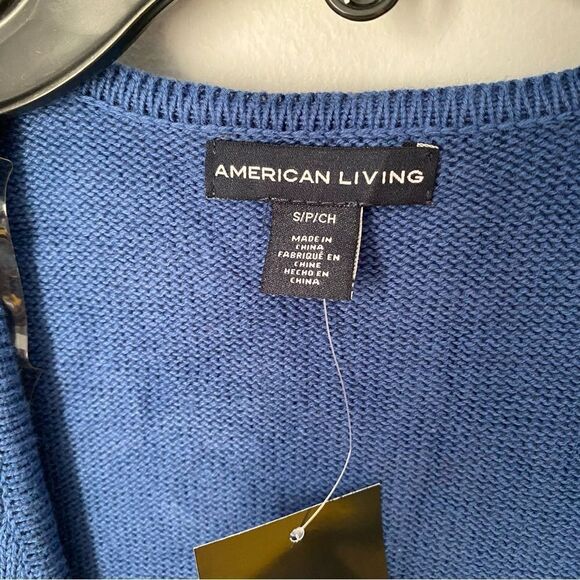 AMERICAN LIVING
S/P/CH
MADE IN
CHINA
FABRIQUÉ EN
CHINE
HECHO EN
CHINA